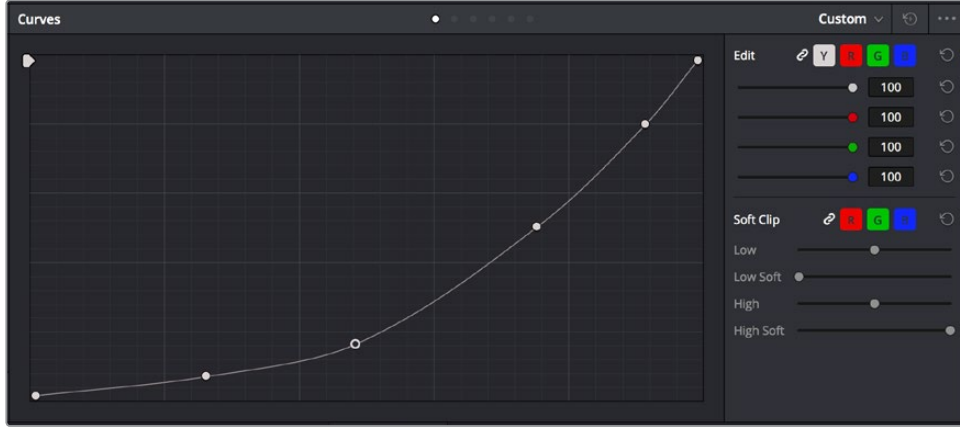 Curves
Custom
Edit Y R G B
100
100
100
100
Soft Clip R G B
Low
Low Soft
High
High Soft